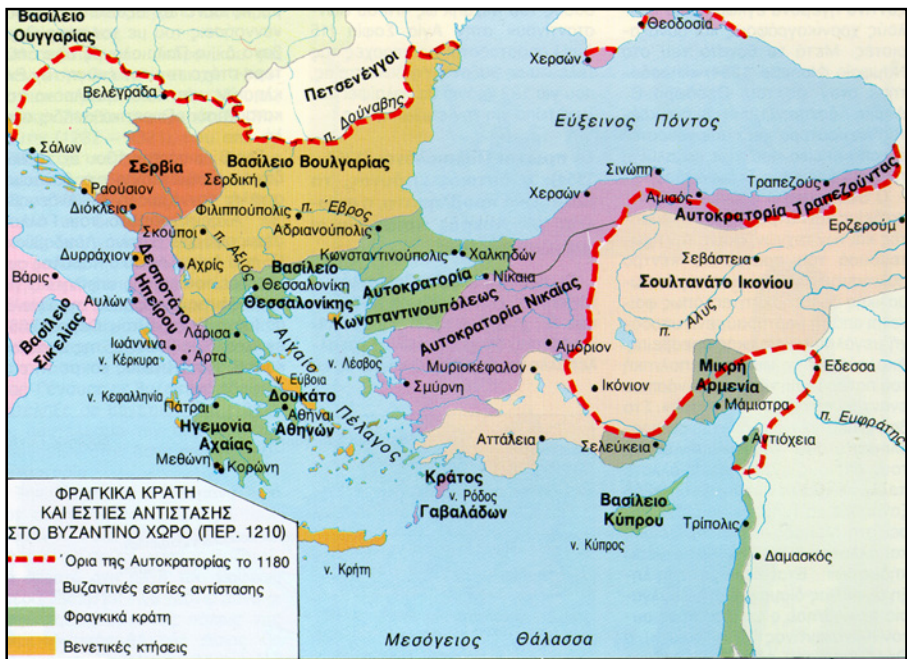 Βασίλειο
Ουγγαρίας
Θεοδοσία
Χερσών
Πετσενέγγοι
Βελέγραδα
π. Δούναβης
Εύξεινος Πόντος
Σάλων
Σερβία
Βασίλειο Βουλγαρίας
Σερδική
Ραούσιον
Διόκλεια
Σινώπη
Χερσών
Αμισός
Τραπεζούς
Αυτοκρατορία Τραπεζούντας
Φιλιππούπολις
π. Έβρος
Αδριανούπολις
Ερζερούμ
Σκούποι
π. Αξιός
Δυρράχιον
Αχρίς
Δεσποτάτο
Ηπείρου
Κωνσταντινούπολις
Χαλκηδών
Νίκαια
Βάρις
Βασίλειο
Θεσσαλονίκη
Θεσσαλονίκης
Αυτοκρατορία
Κωνσταντινουπόλεως
Σεβάστεια
Σουλτανάτο Ικονίου
π. Άλυς
Βασίλειο
Σικελίας
Αυλών
Αυτοκρατορία Νικαίας
Λάρισα
Ιωάννινα
ν. Κέρκυρα
Άρτα
Αιγαίο
Πέλαγος
ν. Λέσβος
Αμόριον
Μυριοκέφαλον
Μικρή
Αρμενία
Έδεσσα
ν. Εύβοια
Δουκάτο
Αθήναι
Αθηνών
Σμύρνη
Ικόνιον
Μάμιστρα
π. Ευφράτης
ν. Κεφαλληνία
Πάτραι
Ηγεμονία
Αχαΐας
Αττάλεια
Σελεύκεια
Αντιόχεια
Μεθώνη
Κορώνη
Κράτος
ν. Ρόδος
Γαβαλάδων
Βασίλειο
Κύπρου
ν. Κύπρος
Τρίπολις
Δαμασκός
ν. Κρήτη
Μεσόγειος Θάλασσα
ΦΡΑΓΚΙΚΑ ΚΡΑΤΗ
ΚΑΙ ΕΣΤΙΕΣ ΑΝΤΙΣΤΑΣΗΣ
ΣΤΟ ΒΥΖΑΝΤΙΝΟ ΧΩΡΟ (ΠΕΡ. 1210)
Όρια της Αυτοκρατορίας το 1180
Βυζαντινές εστίες αντίστασης
Φραγκικά κράτη
Βενετικές κτήσεις